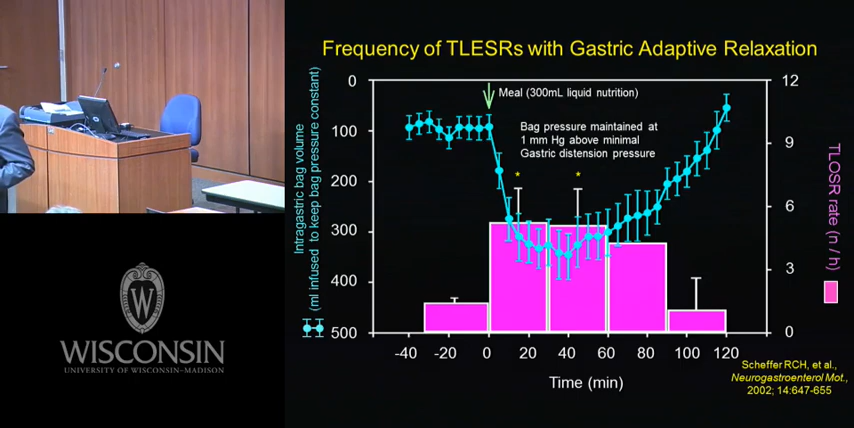 Frequency of TLESRs with Gastric Adaptive Relaxation
Meal (300mL liquid nutrition)
Bag pressure maintained at
1 mm Hg above minimal
Gastric distension pressure
* *
Intragastric bag volume
(ml infused to keep bag pressure constant)
0
100
200
300
400
500
12
9
6
3
0
TLOSR rate (n / h)
-40 -20 0 20 40 60 80 100 120
Time (min)
Scheffer RCH, et al.,
Neurogastroenterol Mot.,
2002; 14:647-655
W
WISCONSIN
UNIVERSITY OF WISCONSIN–MADISON